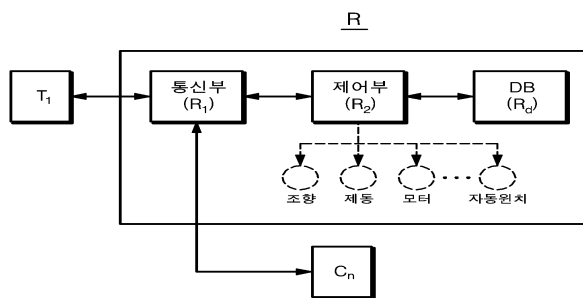 R
T₁
통신부
(R₁)
제어부
(R₂)
DB
(R_d)
조향
제동
모터
자동윈치
Cₙ